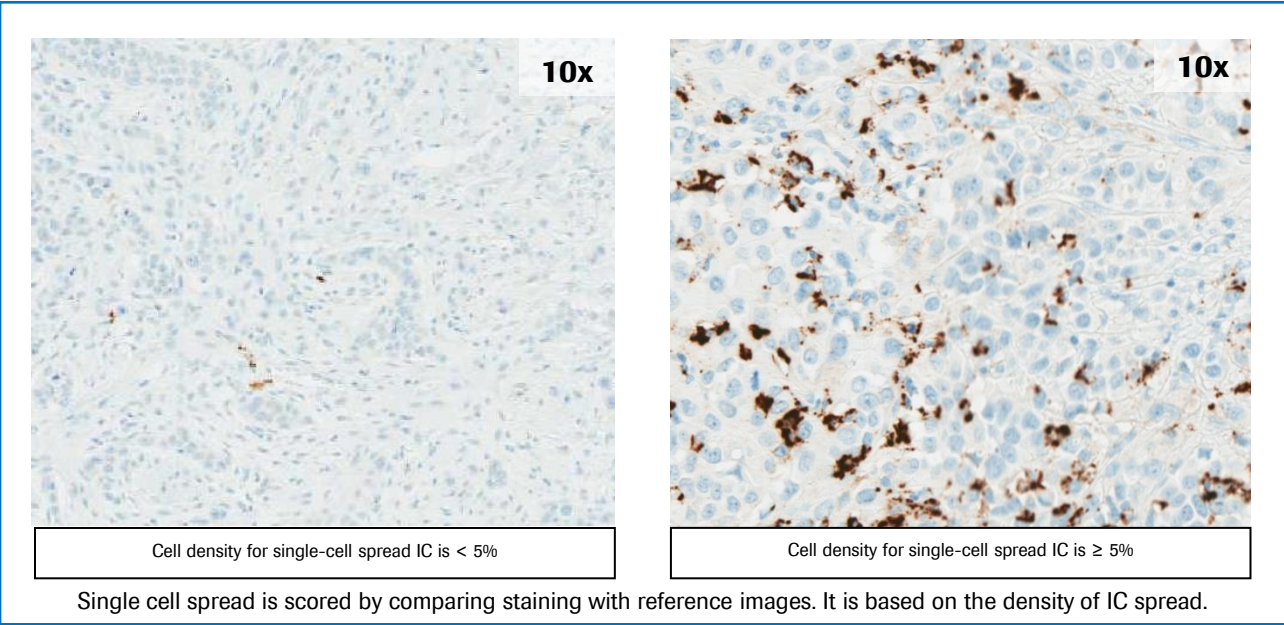 10x
10x
Cell density for single-cell spread IC is < 5%
Cell density for single-cell spread IC is ≥ 5%
Single cell spread is scored by comparing staining with reference images. It is based on the density of IC spread.